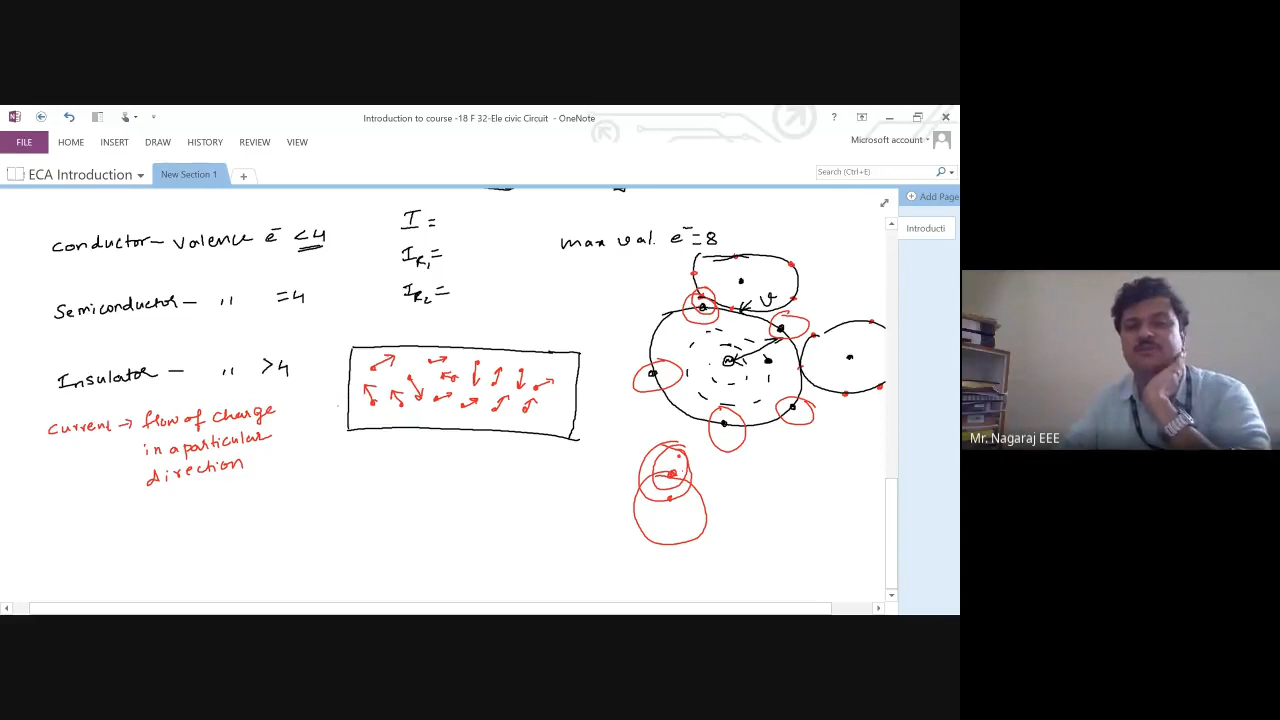 Introduction to course -18 F 32-Ele civic Circuit - OneNote
FILE HOME INSERT DRAW HISTORY REVIEW VIEW
Microsoft account
ECA Introduction
New Section 1
Search (Ctrl+E)
Add Page
Introducti
conductor - valence e⁻ <4
Semiconductor - " =4
Insulator - " >4
current → flow of charge
in a particular
direction
I =
I_R1 =
I_R2 =
max val. e⁻ = 8
Mr. Nagaraj EEE